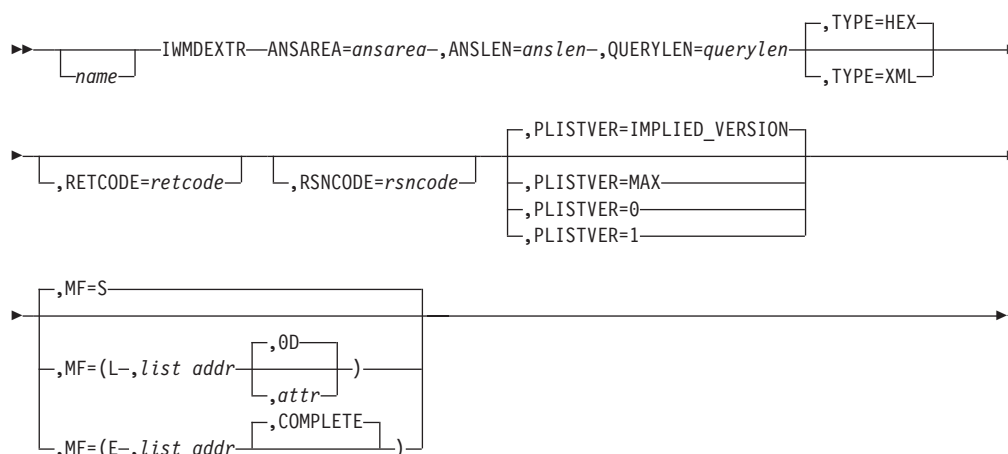 ,TYPE=HEX
IWMDEXTR ANSAREA=ansarea ,ANSLEN=anslen ,QUERYLEN=querylen
name
,TYPE=XML
,PLISTVER=IMPLIED_VERSION
,RETCODE=retcode ,RSNCODE=rsncode ,PLISTVER=MAX
,PLISTVER=0
,PLISTVER=1
,MF=S
,0D
,MF=(L ,list addr )
,attr
,COMPLETE
,MF=(E ,list addr )